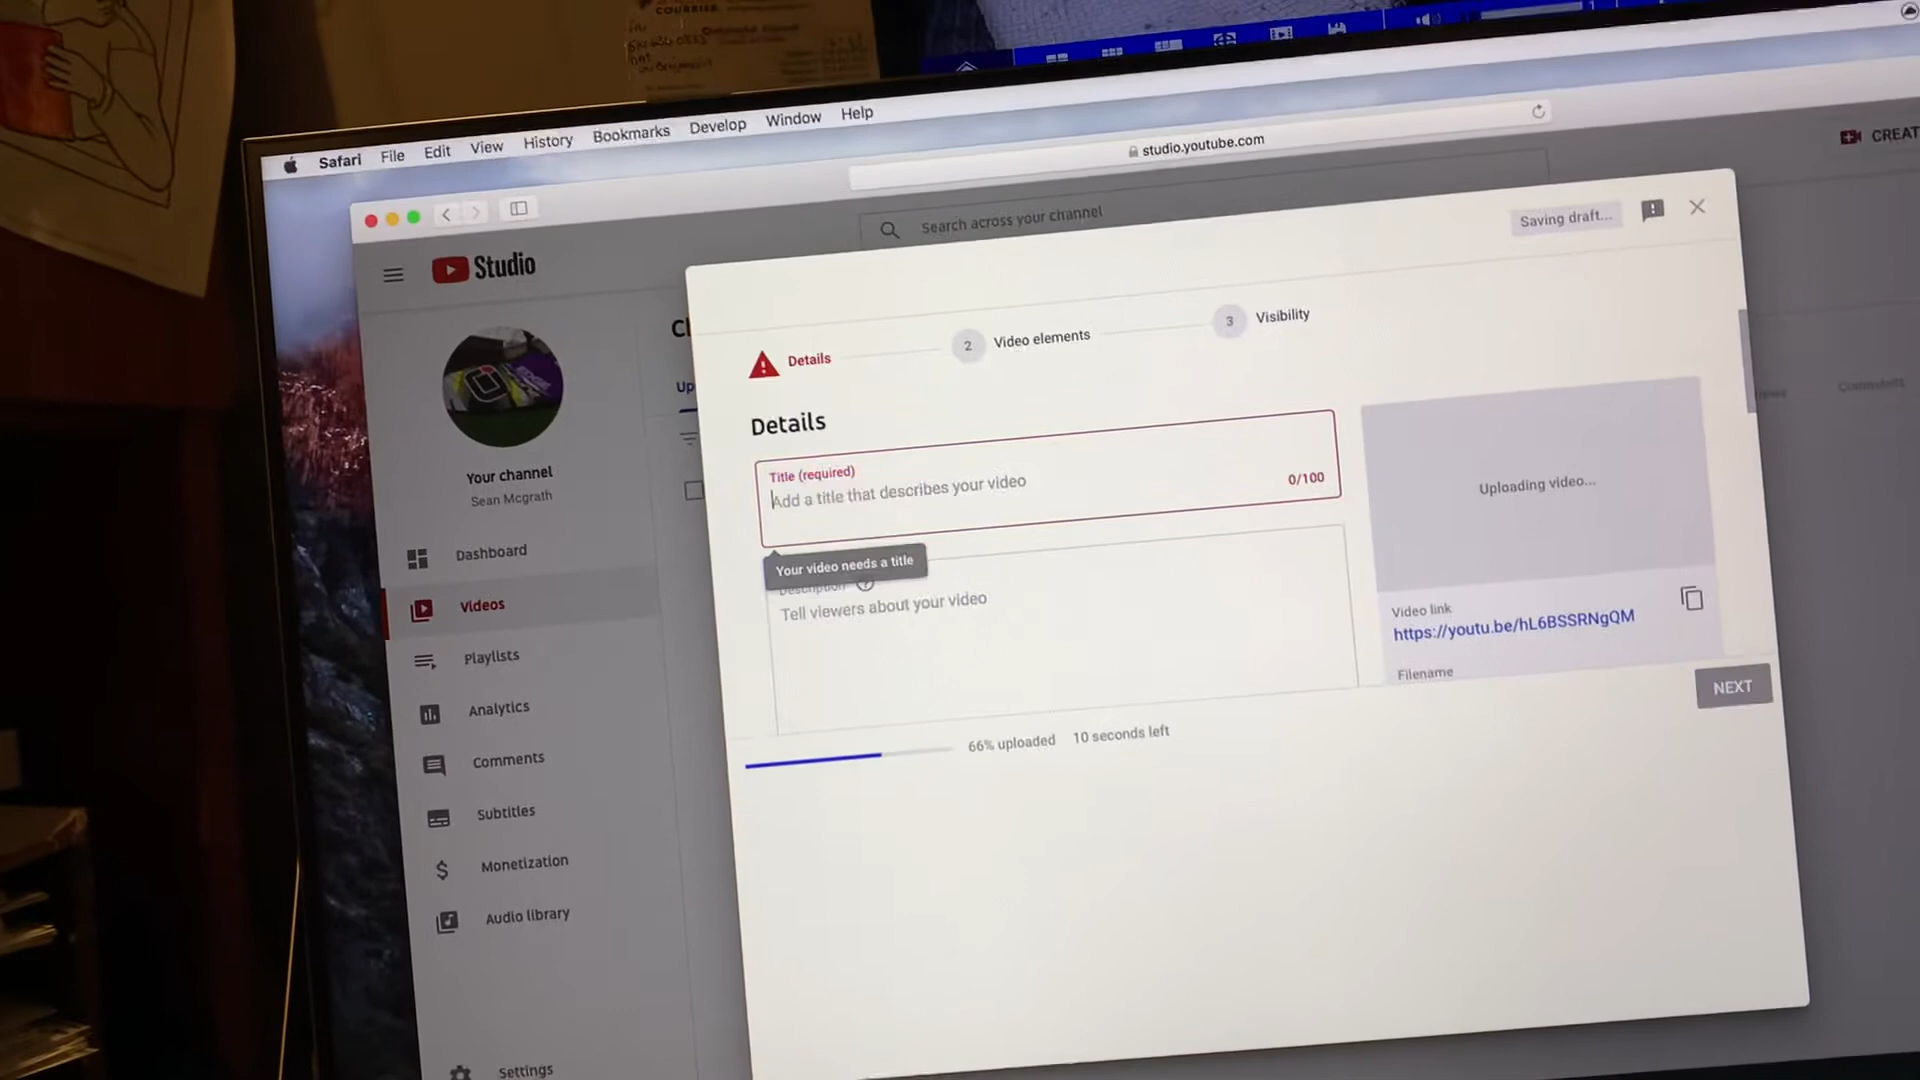 COURRIER
Safari File Edit View History Bookmarks Develop Window Help
studio.youtube.com
CREAT
Studio
Search across your channel
Saving draft...
Details
2 Video elements
3 Visibility
Your channel
Sean Mcgrath
Dashboard
Videos
Playlists
Analytics
Comments
Subtitles
Monetization
Audio library
Settings
Up
Details
Title (required)
Add a title that describes your video
0/100
Your video needs a title
Description
Tell viewers about your video
Uploading video...
Video link
https://youtu.be/hL6BSSRNgQM
Filename
NEXT
66% uploaded 10 seconds left